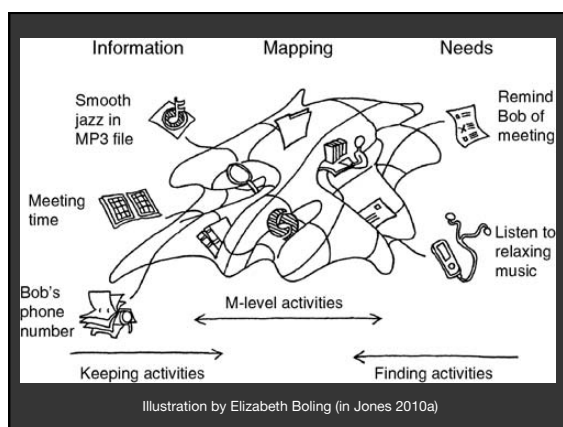 Information
Mapping
Needs
Smooth
jazz in
MP3 file
Remind
Bob of
meeting
Meeting
time
Listen to
relaxing
music
Bob's
phone
number
M-level activities
Keeping activities
Finding activities
Illustration by Elizabeth Boling (in Jones 2010a)